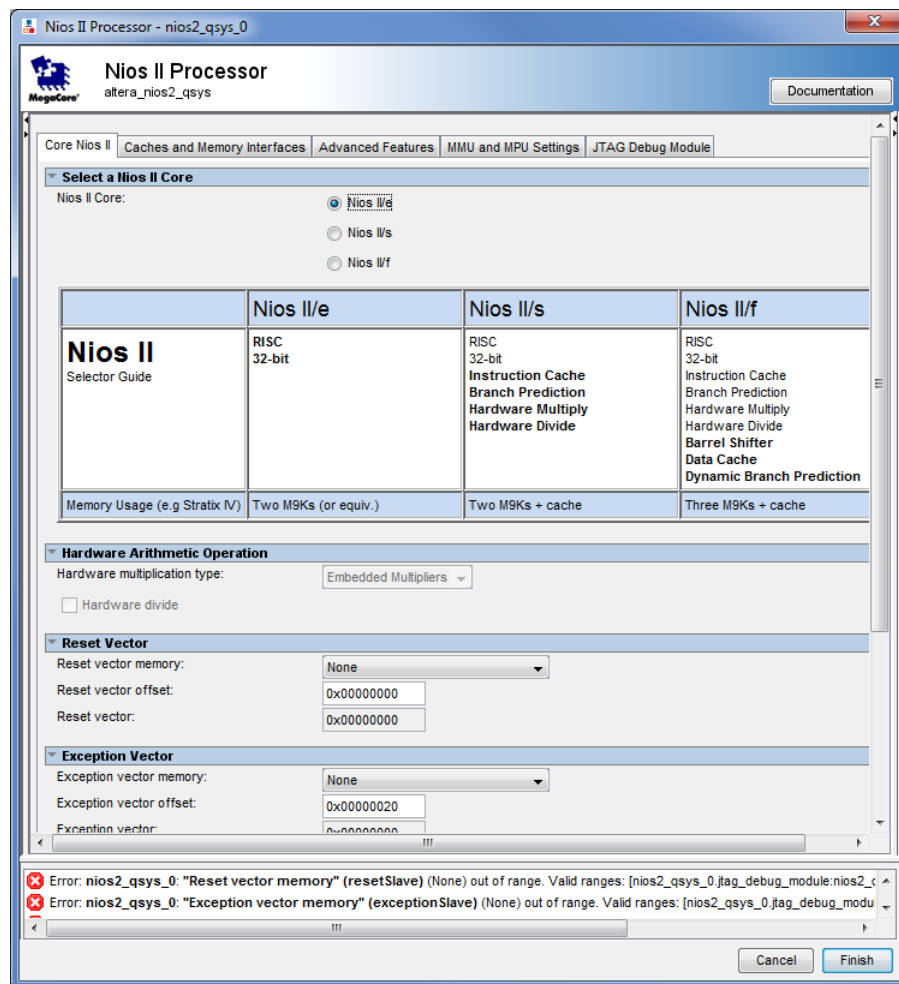 Nios II Processor - nios2_qsys_0
Nios II Processor
altera_nios2_qsys
MegaCore®
Documentation
Core Nios II
Caches and Memory Interfaces
Advanced Features
MMU and MPU Settings
JTAG Debug Module
Select a Nios II Core
Nios II Core:
Nios II/e
Nios II/s
Nios II/f
Nios II/e
Nios II/s
Nios II/f
Nios II
Selector Guide
RISC
32-bit
RISC
32-bit
Instruction Cache
Branch Prediction
Hardware Multiply
Hardware Divide
RISC
32-bit
Instruction Cache
Branch Prediction
Hardware Multiply
Hardware Divide
Barrel Shifter
Data Cache
Dynamic Branch Prediction
Memory Usage (e.g Stratix IV)
Two M9Ks (or equiv.)
Two M9Ks + cache
Three M9Ks + cache
Hardware Arithmetic Operation
Hardware multiplication type:
Embedded Multipliers
Hardware divide
Reset Vector
Reset vector memory:
None
Reset vector offset:
0x00000000
Reset vector:
0x00000000
Exception Vector
Exception vector memory:
None
Exception vector offset:
0x00000020
Exception vector:
Error: nios2_qsys_0: "Reset vector memory" (resetSlave) (None) out of range. Valid ranges: [nios2_qsys_0.jtag_debug_module:nios2_
Error: nios2_qsys_0: "Exception vector memory" (exceptionSlave) (None) out of range. Valid ranges: [nios2_qsys_0.jtag_debug_modu
Cancel
Finish